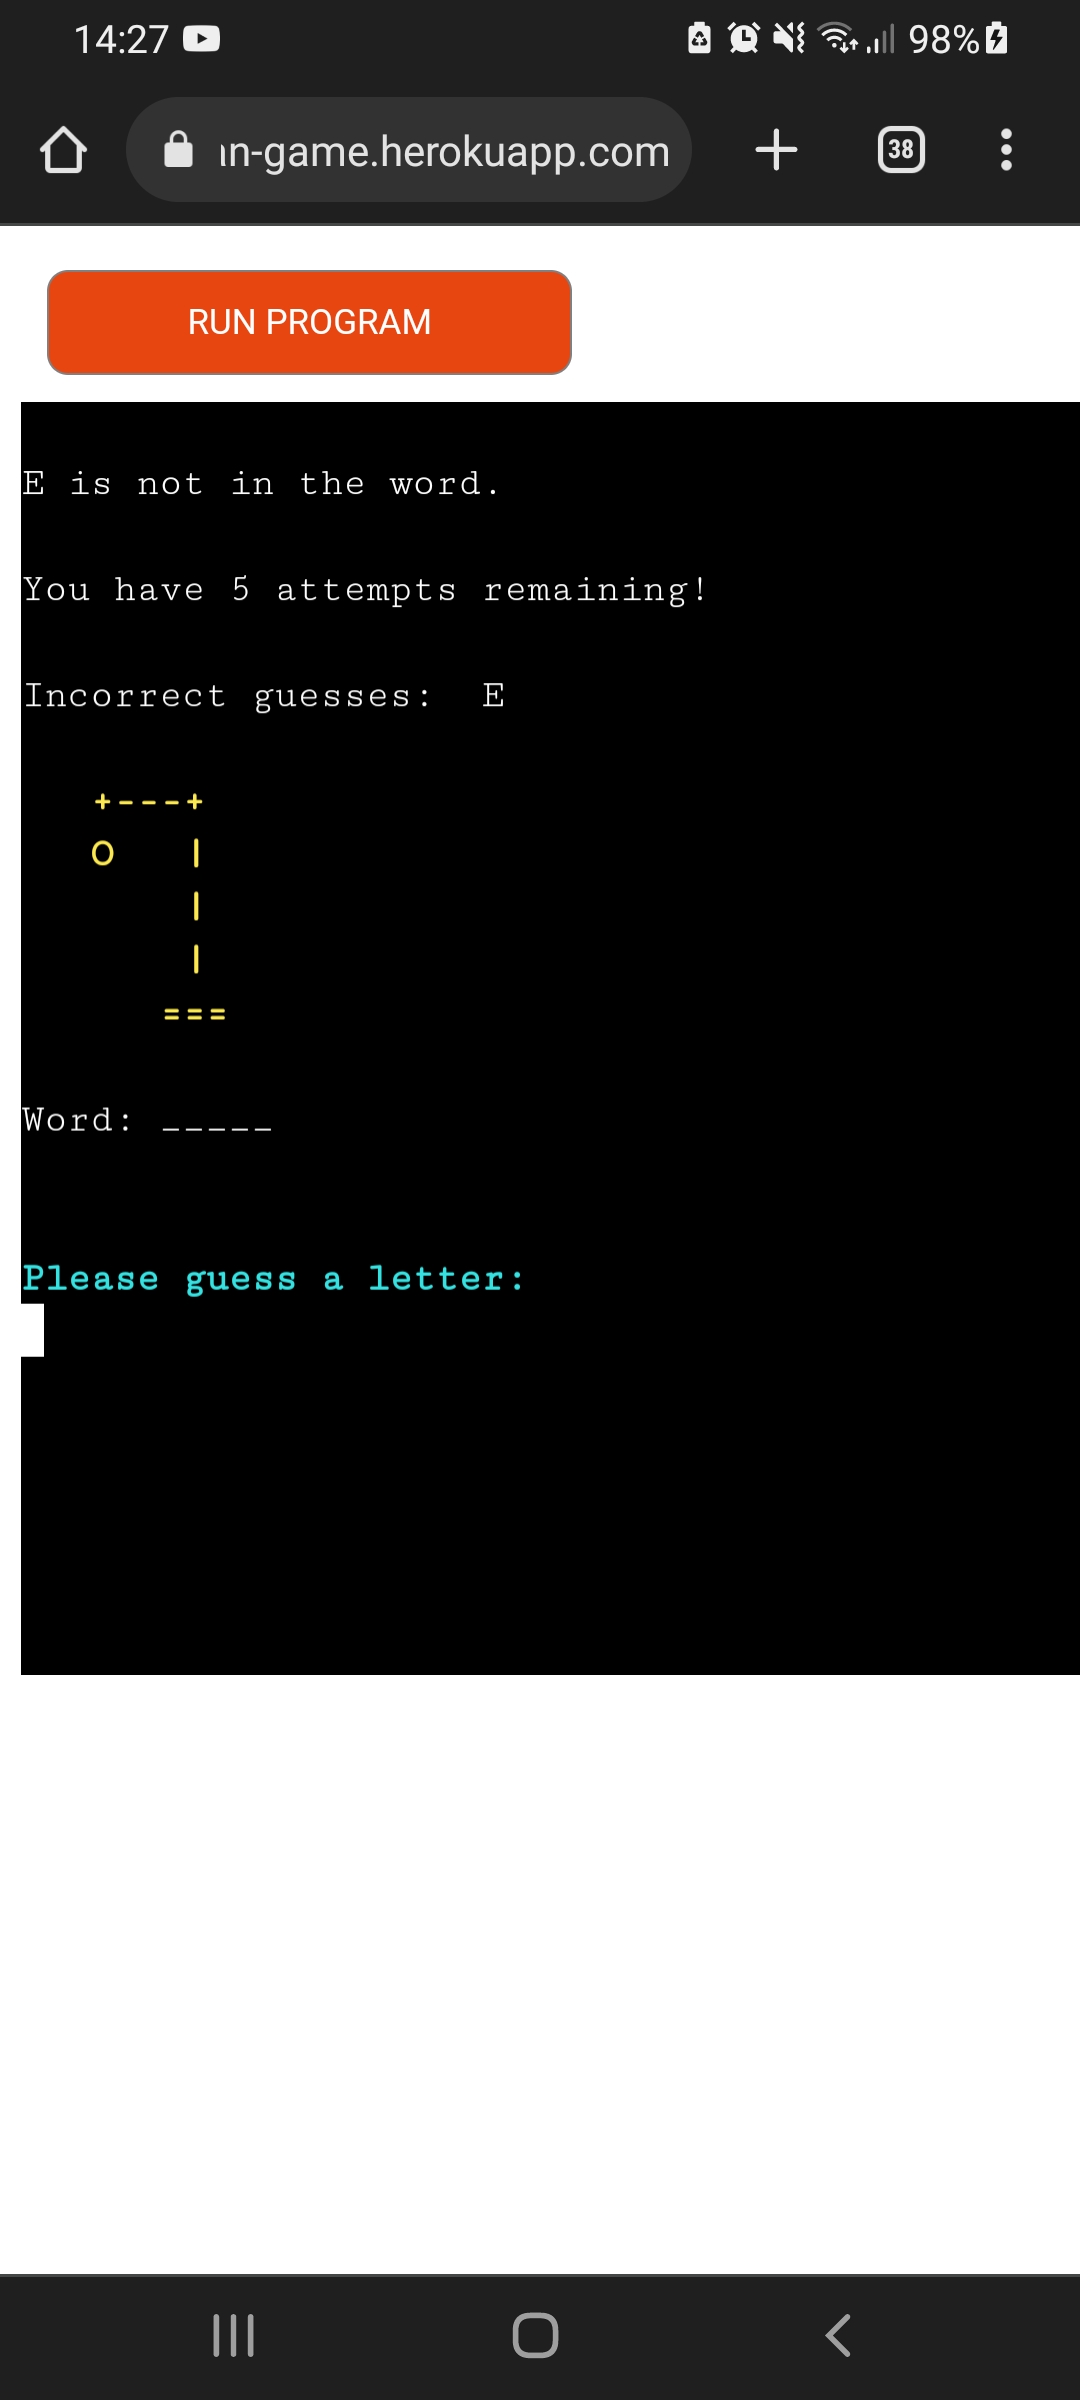 14:27
98%
n-game.herokuapp.com
38
RUN PROGRAM
E is not in the word.
You have 5 attempts remaining!
Incorrect guesses:  E
+---+
O   |
|
|
===
Word: _____
Please guess a letter: